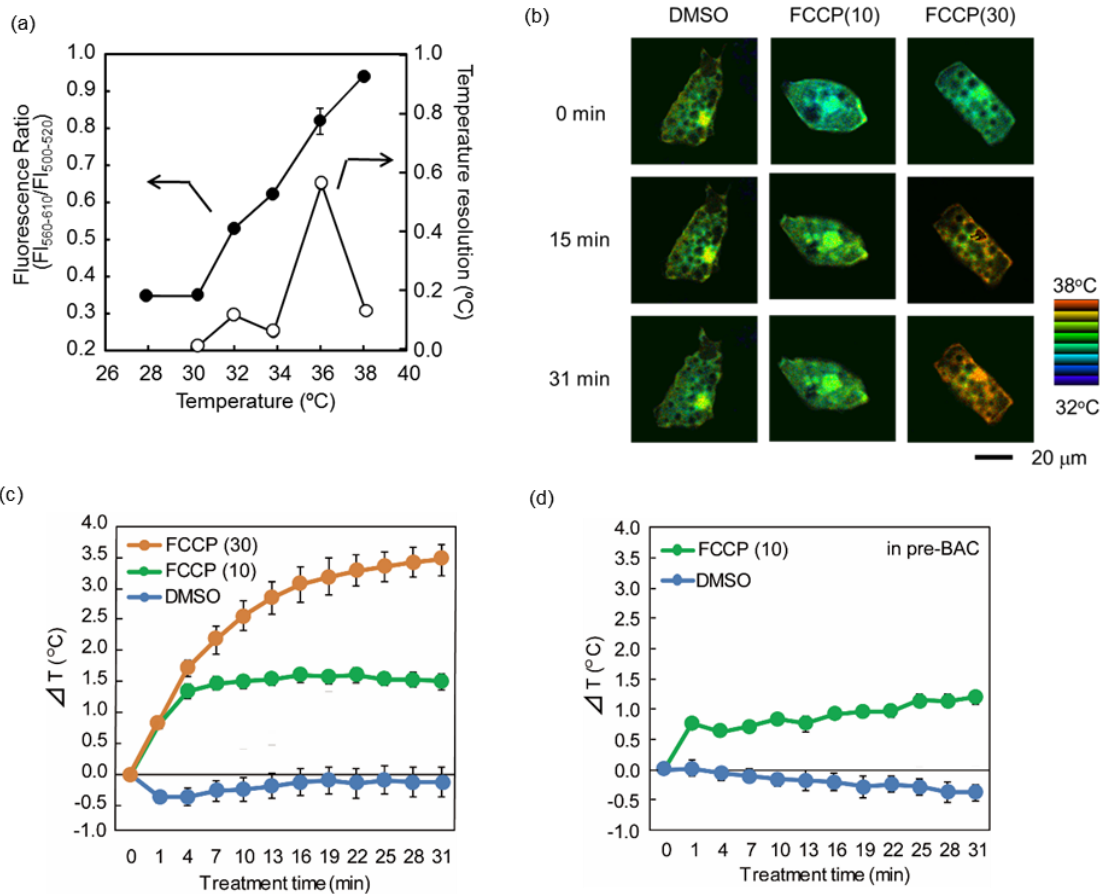 (a)
Fluorescence Ratio
(FI560-610/FI500-520)
1.0
0.9
0.8
0.7
0.6
0.5
0.4
0.3
0.2
1.0
0.8
0.6
0.4
0.2
0.0
Temperature resolution (ºC)
26 28 30 32 34 36 38 40
Temperature (ºC)
(b)
DMSO FCCP(10) FCCP(30)
0 min
15 min
31 min
38°C
32°C
20 μm
(c)
4.0
3.5
3.0
2.5
2.0
1.5
1.0
0.5
0.0
-0.5
-1.0
⊿T (°C)
FCCP (30)
FCCP (10)
DMSO
0 1 4 7 10 13 16 19 22 25 28 31
Treatment time (min)
(d)
4.0
3.5
3.0
2.5
2.0
1.5
1.0
0.5
0.0
-0.5
-1.0
⊿T (°C)
FCCP (10)
DMSO
in pre-BAC
0 1 4 7 10 13 16 19 22 25 28 31
Treatment time (min)